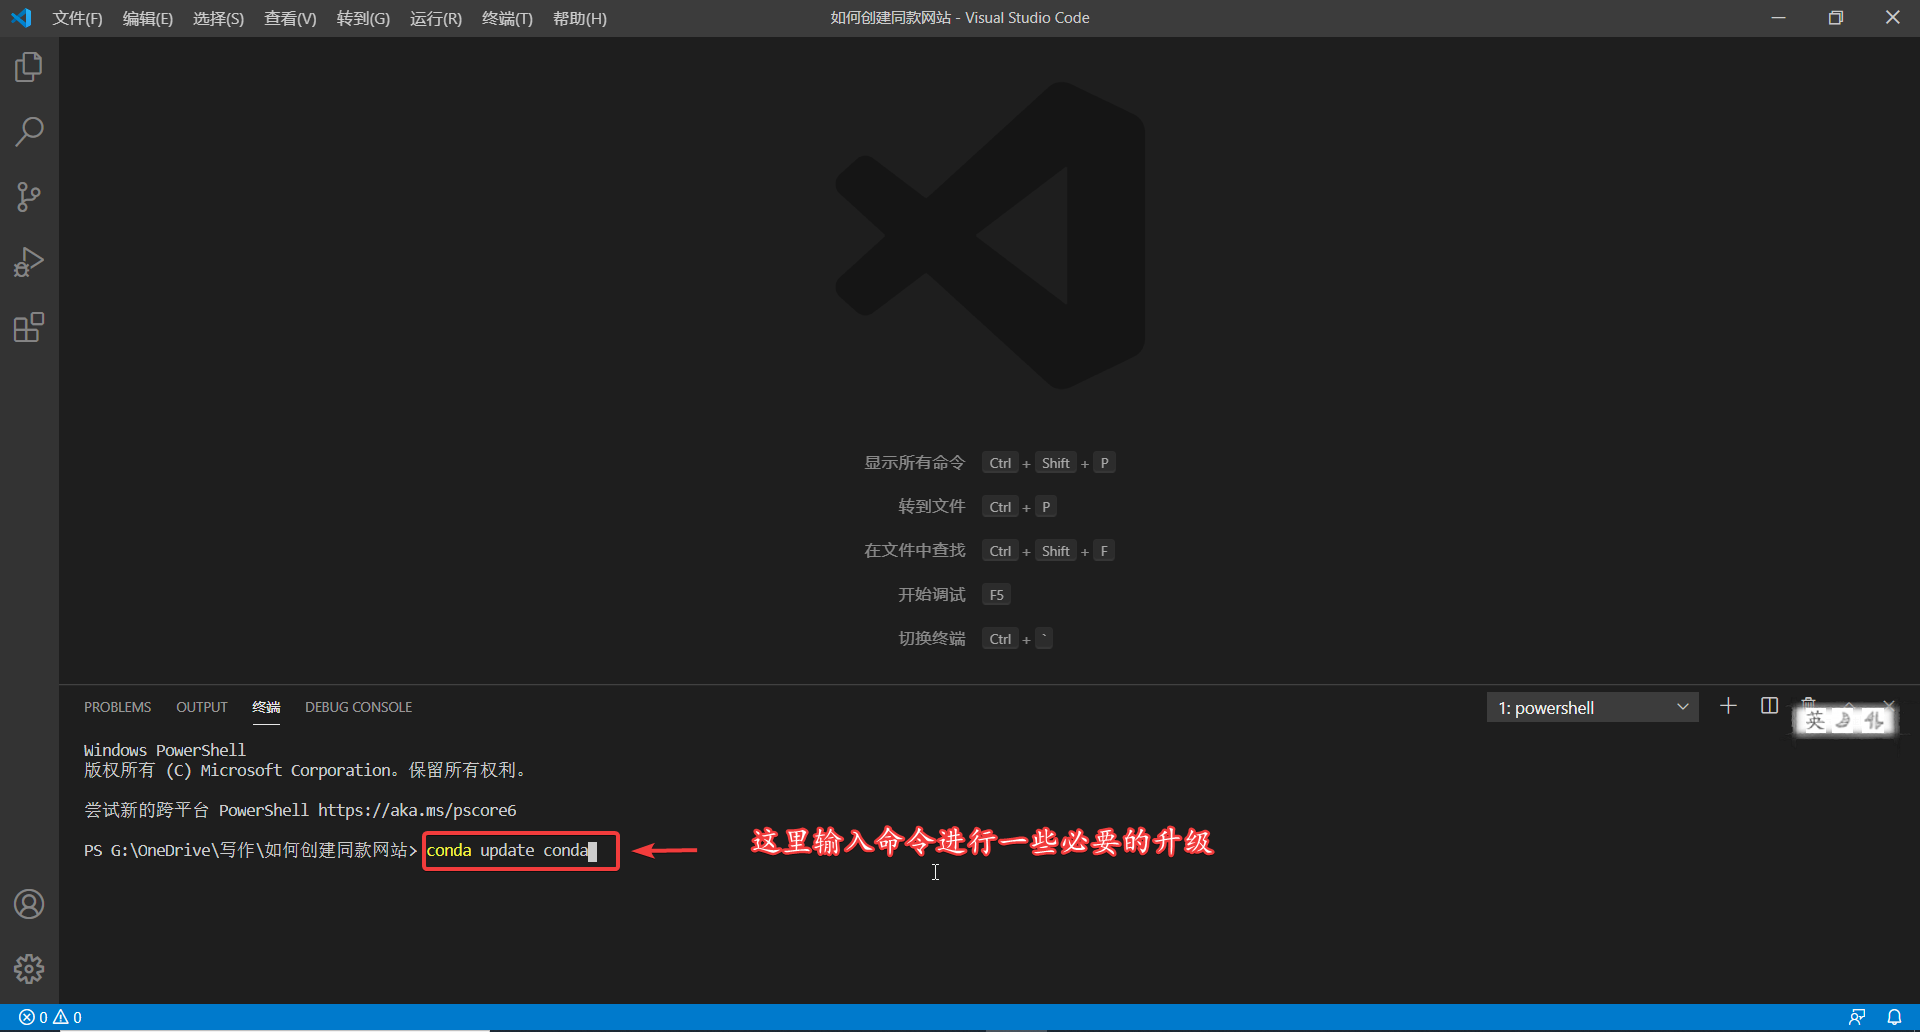 文件(F) 编辑(E) 选择(S) 查看(V) 转到(G) 运行(R) 终端(T) 帮助(H) 如何创建同款网站 - Visual Studio Code
显示所有命令 Ctrl + Shift + P
转到文件 Ctrl + P
在文件中查找 Ctrl + Shift + F
开始调试 F5
切换终端 Ctrl + `
PROBLEMS OUTPUT 终端 DEBUG CONSOLE 1: powershell
英
Windows PowerShell
版权所有 (C) Microsoft Corporation。保留所有权利。
尝试新的跨平台 PowerShell https://aka.ms/pscore6
PS G:\OneDrive\写作\如何创建同款网站> conda update conda
这里输入命令进行一些必要的升级
0 0